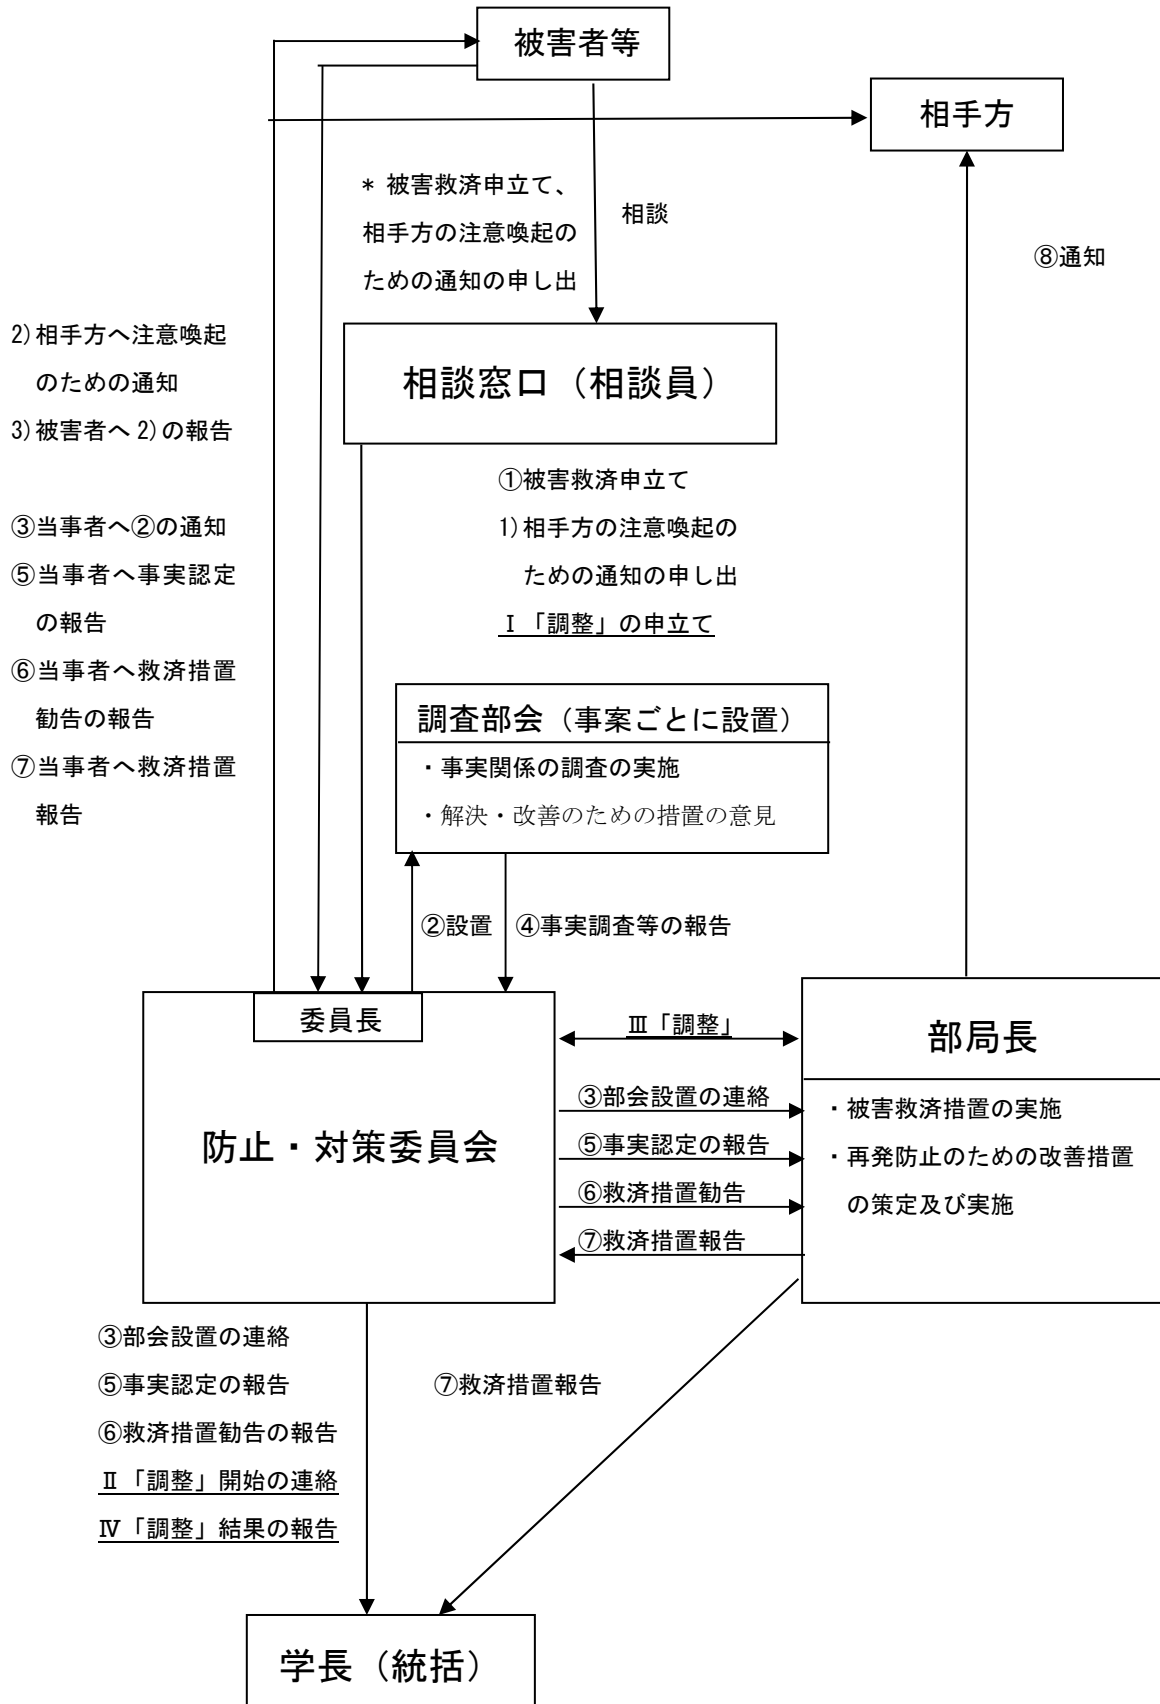 被害者等
相手方
* 被害救済申立て、
相手方の注意喚起の
ための通知の申し出
相談
⑧通知
2)相手方へ注意喚起
のための通知
3)被害者へ 2)の報告
相談窓口（相談員）
①被害救済申立て
1)相手方の注意喚起の
ための通知の申し出
Ⅰ「調整」の申立て
③当事者へ②の通知
⑤当事者へ事実認定
の報告
⑥当事者へ救済措置
勧告の報告
⑦当事者へ救済措置
報告
調査部会（事案ごとに設置）
・事実関係の調査の実施
・解決・改善のための措置の意見
②設置
④事実調査等の報告
委員長
防止・対策委員会
Ⅲ「調整」
③部会設置の連絡
⑤事実認定の報告
⑥救済措置勧告
⑦救済措置報告
部局長
・被害救済措置の実施
・再発防止のための改善措置
の策定及び実施
③部会設置の連絡
⑤事実認定の報告
⑥救済措置勧告の報告
Ⅱ「調整」開始の連絡
Ⅳ「調整」結果の報告
⑦救済措置報告
学長（統括）